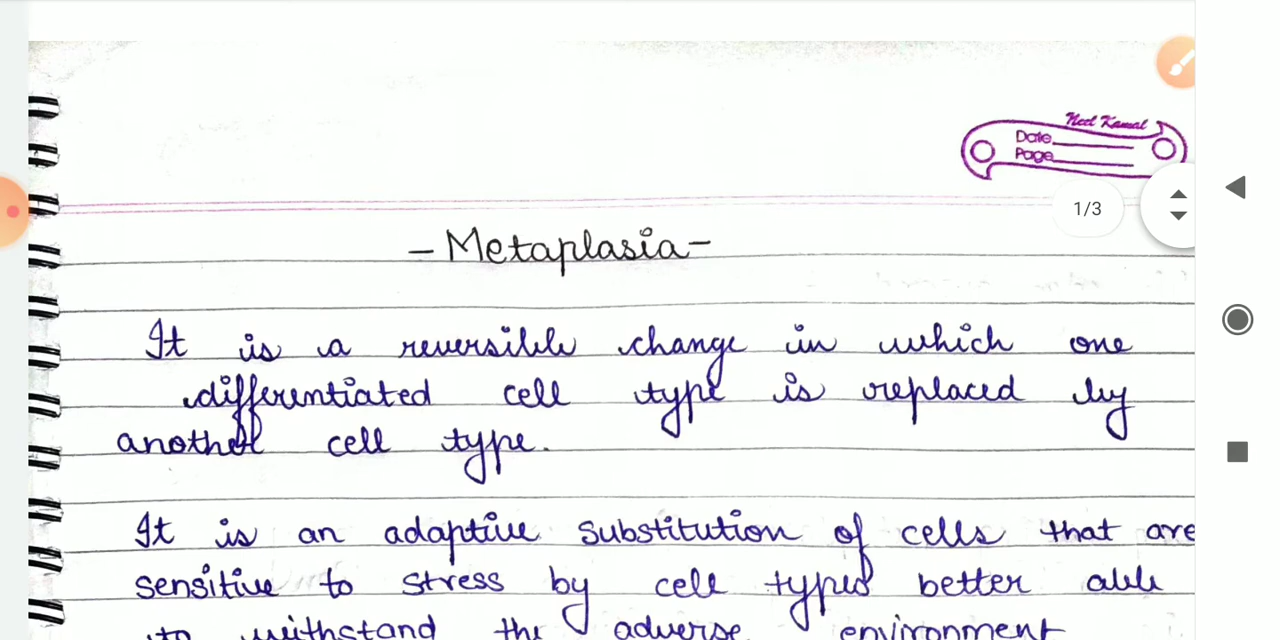 Neel Kamal
Date
Page
1/3
- Metaplasia -
It is a reversible change in which one
differentiated cell type is replaced by
another cell type.
It is an adaptive substitution of cells that are
sensitive to stress by cell types better able
to withstand the adverse environment